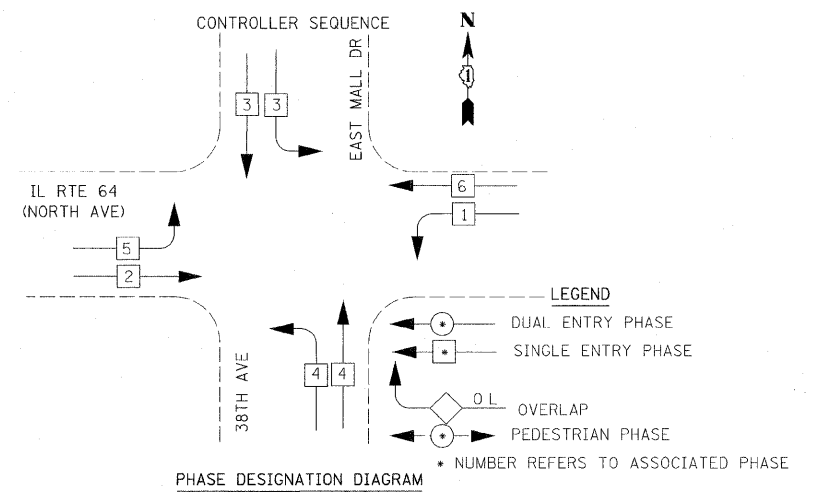 CONTROLLER SEQUENCE
N
1
EAST MALL DR
3 3
IL RTE 64
(NORTH AVE)
6
1
5
2
LEGEND
* DUAL ENTRY PHASE
* SINGLE ENTRY PHASE
4 4
38TH AVE
OL
OVERLAP
* PEDESTRIAN PHASE
* NUMBER REFERS TO ASSOCIATED PHASE
PHASE DESIGNATION DIAGRAM